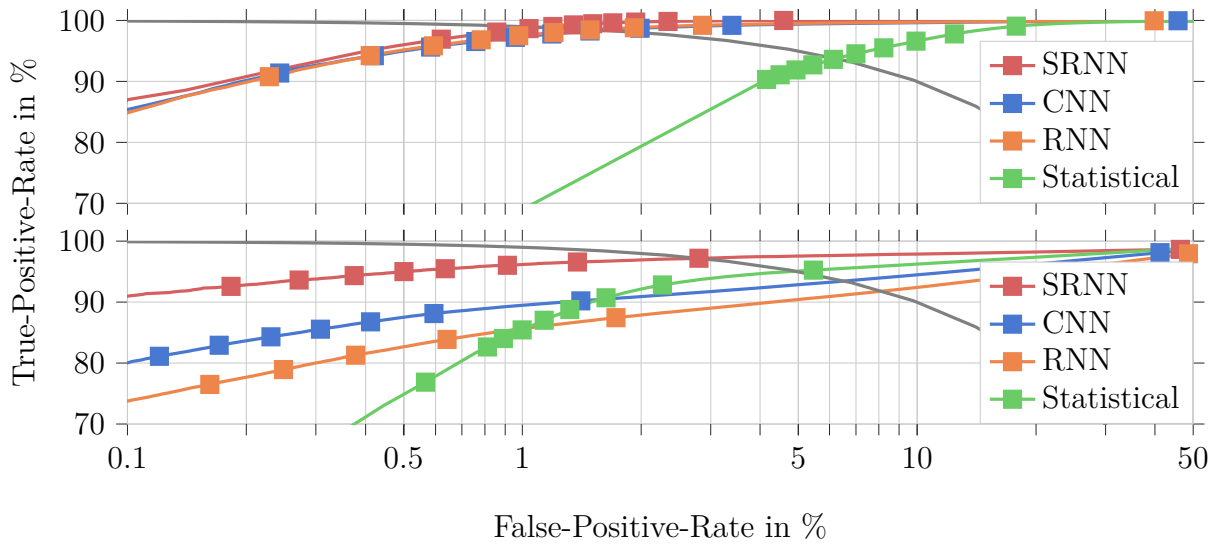 True-Positive-Rate in %
100
90
80
70
SRNN
CNN
RNN
Statistical
100
90
80
70
SRNN
CNN
RNN
Statistical
0.1 0.5 1 5 10 50
False-Positive-Rate in %